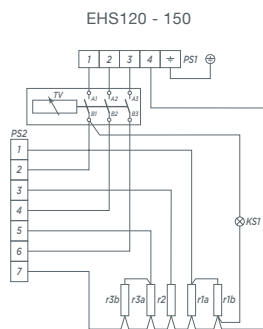 EHS120 - 150
1 2 3 4 PS1
TV A1 A2 A3
B1 B2 B3
PS2
1
2
3
4
5
6
7
KS1
r3b r3a r2 r1a r1b